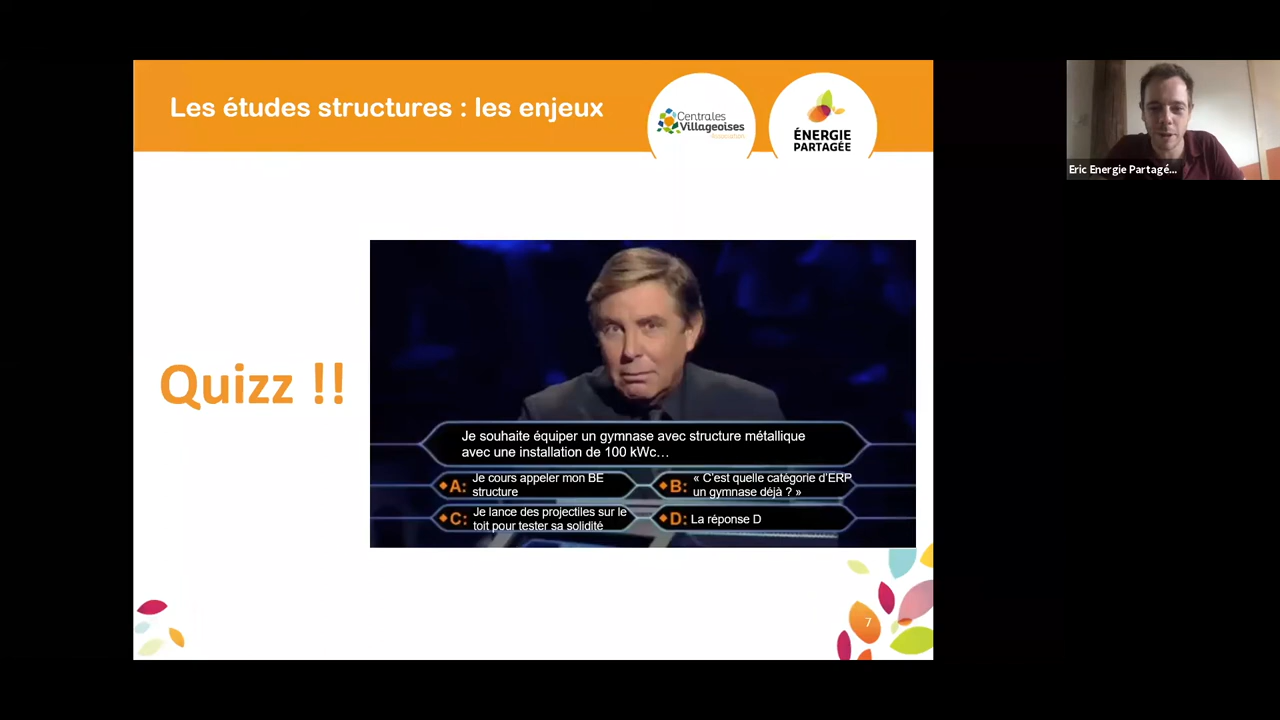 Les études structures : les enjeux
Centrales
Villageoises
ÉNERGIE
PARTAGÉE
Eric Energie Partagé...
Quizz !!
Je souhaite équiper un gymnase avec structure métallique
avec une installation de 100 kWc...
A: Je cours appeler mon BE
structure
B: « C'est quelle catégorie d'ERP
un gymnase déjà ? »
C: Je lance des projectiles sur le
toit pour tester sa solidité
D: La réponse D
7